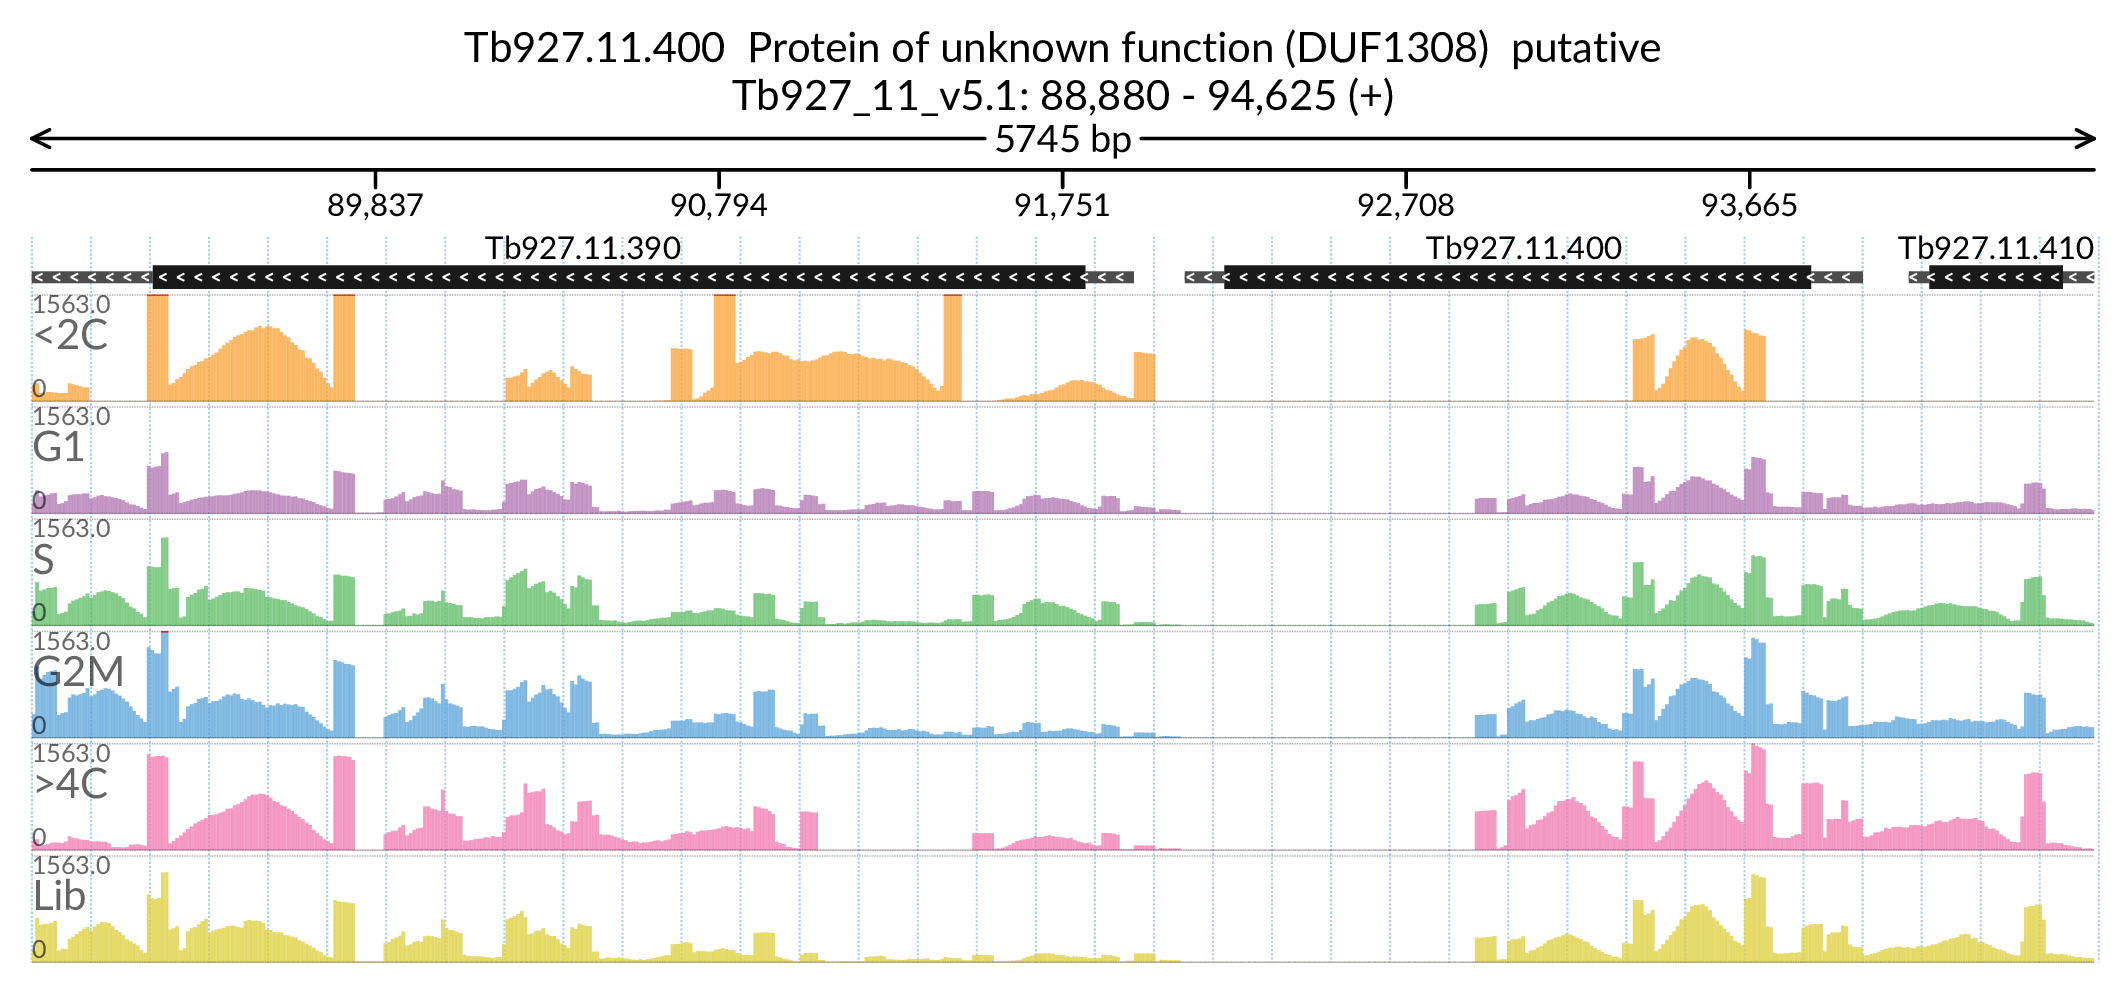 Tb927.11.400  Protein of unknown function (DUF1308)  putative
Tb927_11_v5.1: 88,880 - 94,625 (+)
5745 bp
89,837 90,794 91,751 92,708 93,665
Tb927.11.390 Tb927.11.400 Tb927.11.410
1563.0
<2C
0
1563.0
G1
0
1563.0
S
0
1563.0
G2M
0
1563.0
>4C
0
1563.0
Lib
0